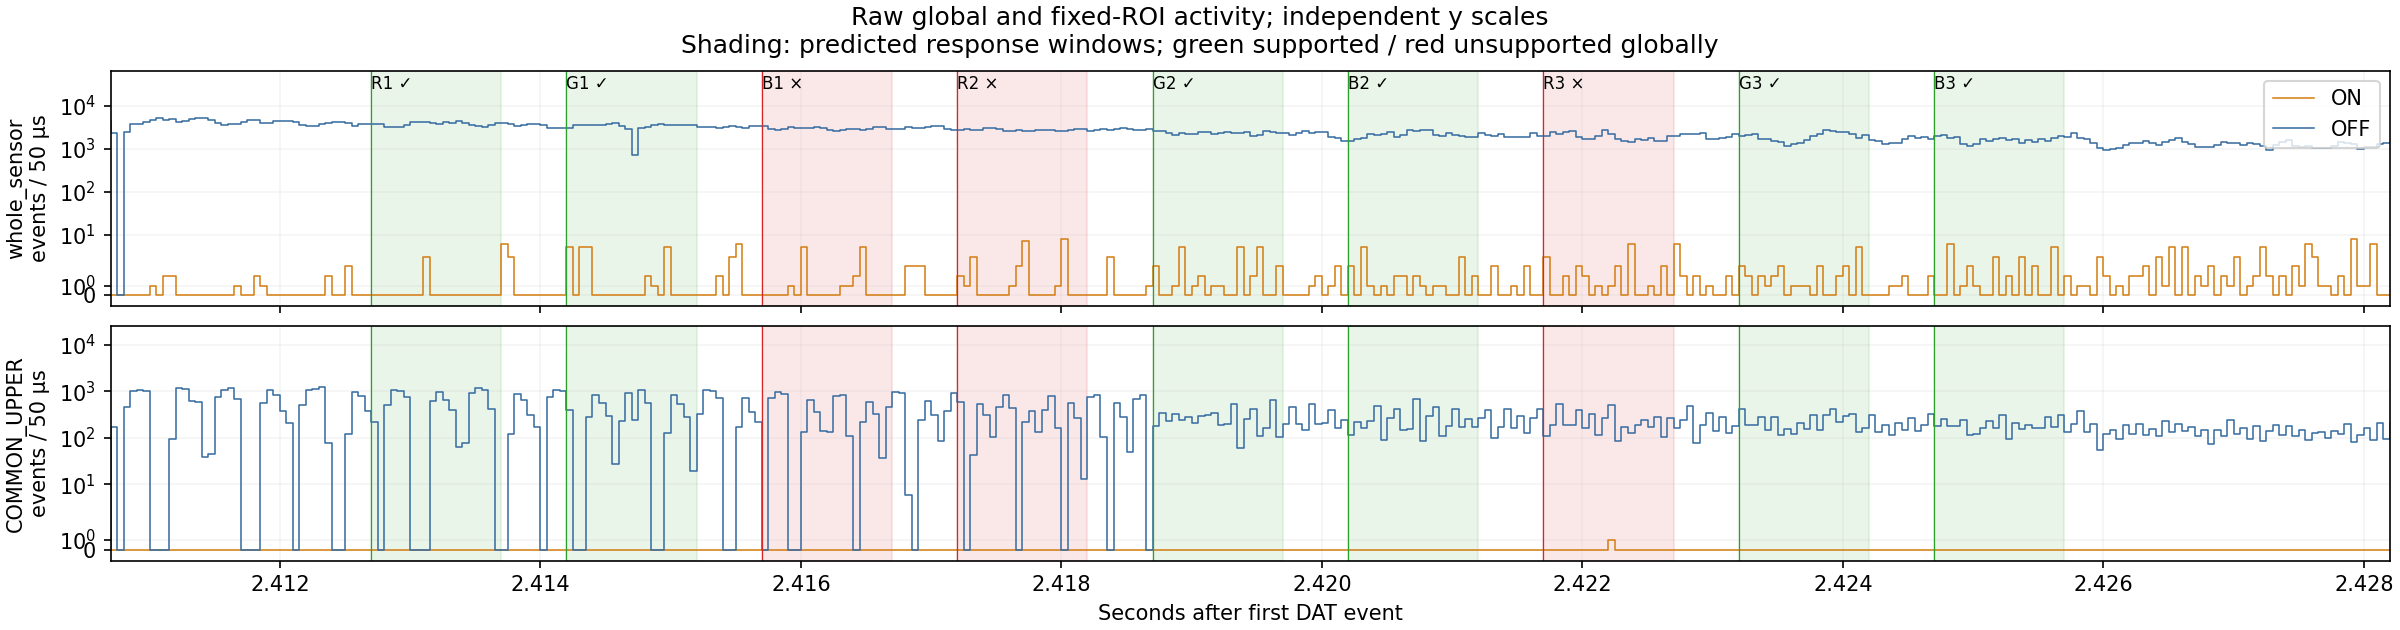 Raw global and fixed-ROI activity; independent y scales
Shading: predicted response windows; green supported / red unsupported globally
R1 ✓
G1 ✓
B1 ×
R2 ×
G2 ✓
B2 ✓
R3 ×
G3 ✓
B3 ✓
ON
OFF
whole_sensor
events / 50 µs
10⁴
10³
10²
10¹
10⁰
0
COMMON_UPPER
events / 50 µs
10⁴
10³
10²
10¹
10⁰
0
2.412
2.414
2.416
2.418
2.420
2.422
2.424
2.426
2.428
Seconds after first DAT event